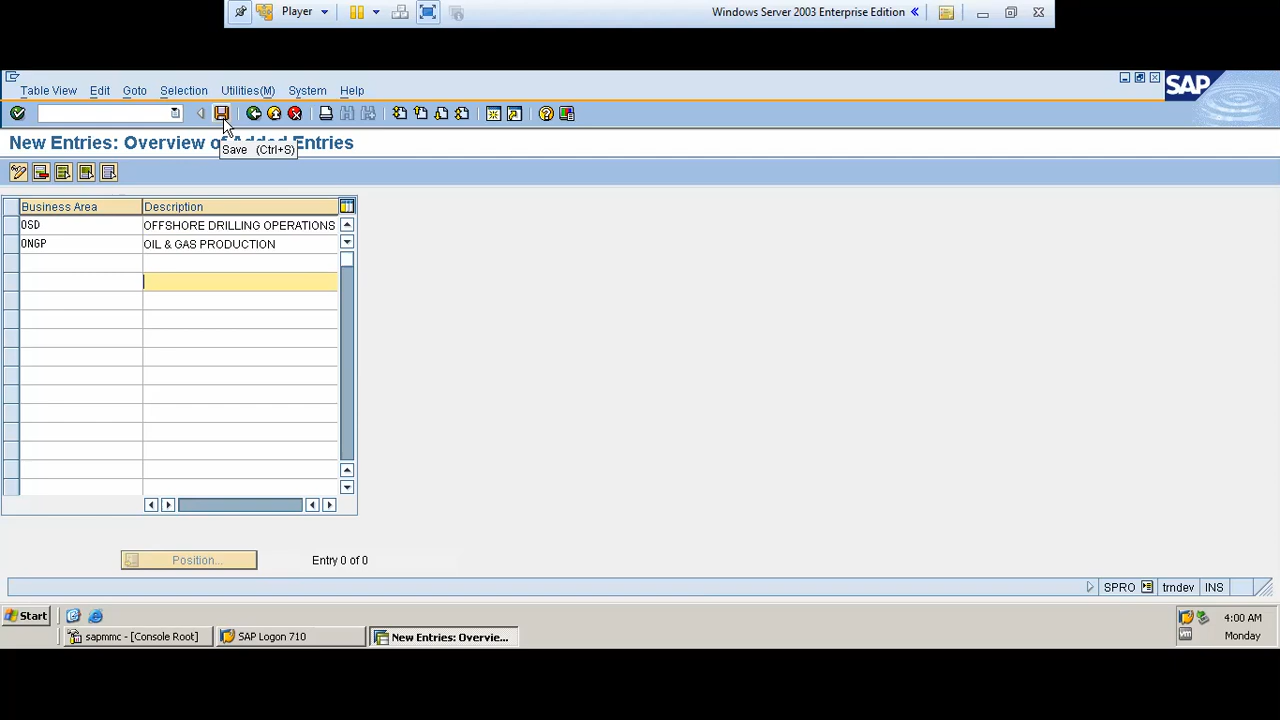 Player
Windows Server 2003 Enterprise Edition
Table View Edit Goto Selection Utilities(M) System Help
SAP
New Entries: Overview of Added Entries
Save (Ctrl+S)
Business Area Description
OSD OFFSHORE DRILLING OPERATIONS
ONGP OIL & GAS PRODUCTION
Position... Entry 0 of 0
SPRO trndev INS
Start 4:00 AM
sapmmc - [Console Root] SAP Logon 710 New Entries: Overvie... Monday